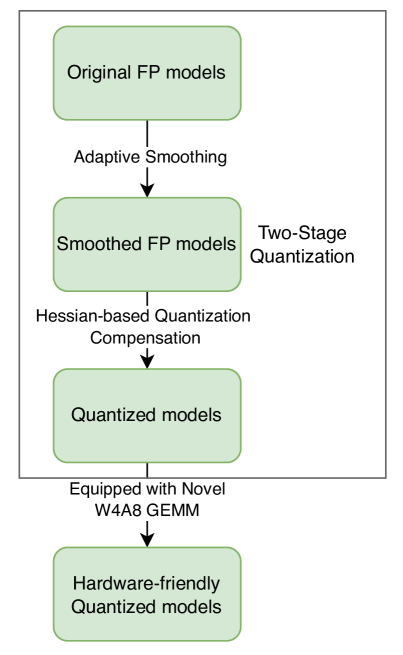 Original FP models
Adaptive Smoothing
Smoothed FP models
Two-Stage
Quantization
Hessian-based Quantization
Compensation
Quantized models
Equipped with Novel
W4A8 GEMM
Hardware-friendly
Quantized models